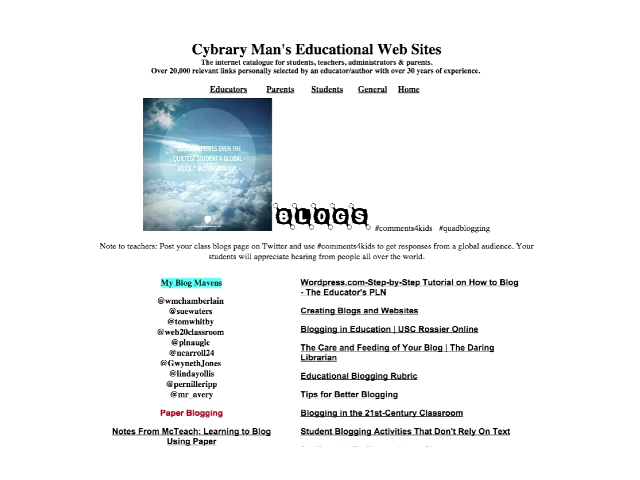 Cybrary Man's Educational Web Sites
The internet catalogue for students, teachers, administrators & parents.
Over 20,000 relevant links personally selected by an educator/author with over 30 years of experience.
Educators Parents Students General Home
GIVES EVEN THE
QUIETEST STUDENT A GLOBAL
VOICE."
BLOGS #comments4kids #quadblogging
Note to teachers: Post your class blogs page on Twitter and use #comments4kids to get responses from a global audience. Your
students will appreciate hearing from people all over the world.
My Blog Mavens
@wmchamberlain
@suewaters
@tomwhitby
@web20classroom
@plnaugle
@ncarroll24
@GwynethJones
@lindayollis
@pernilleripp
@mr_avery
Paper Blogging
Notes From McTeach: Learning to Blog
Using Paper
Wordpress.com-Step-by-Step Tutorial on How to Blog
- The Educator's PLN
Creating Blogs and Websites
Blogging in Education | USC Rossier Online
The Care and Feeding of Your Blog | The Daring
Librarian
Educational Blogging Rubric
Tips for Better Blogging
Blogging in the 21st-Century Classroom
Student Blogging Activities That Don't Rely On Text